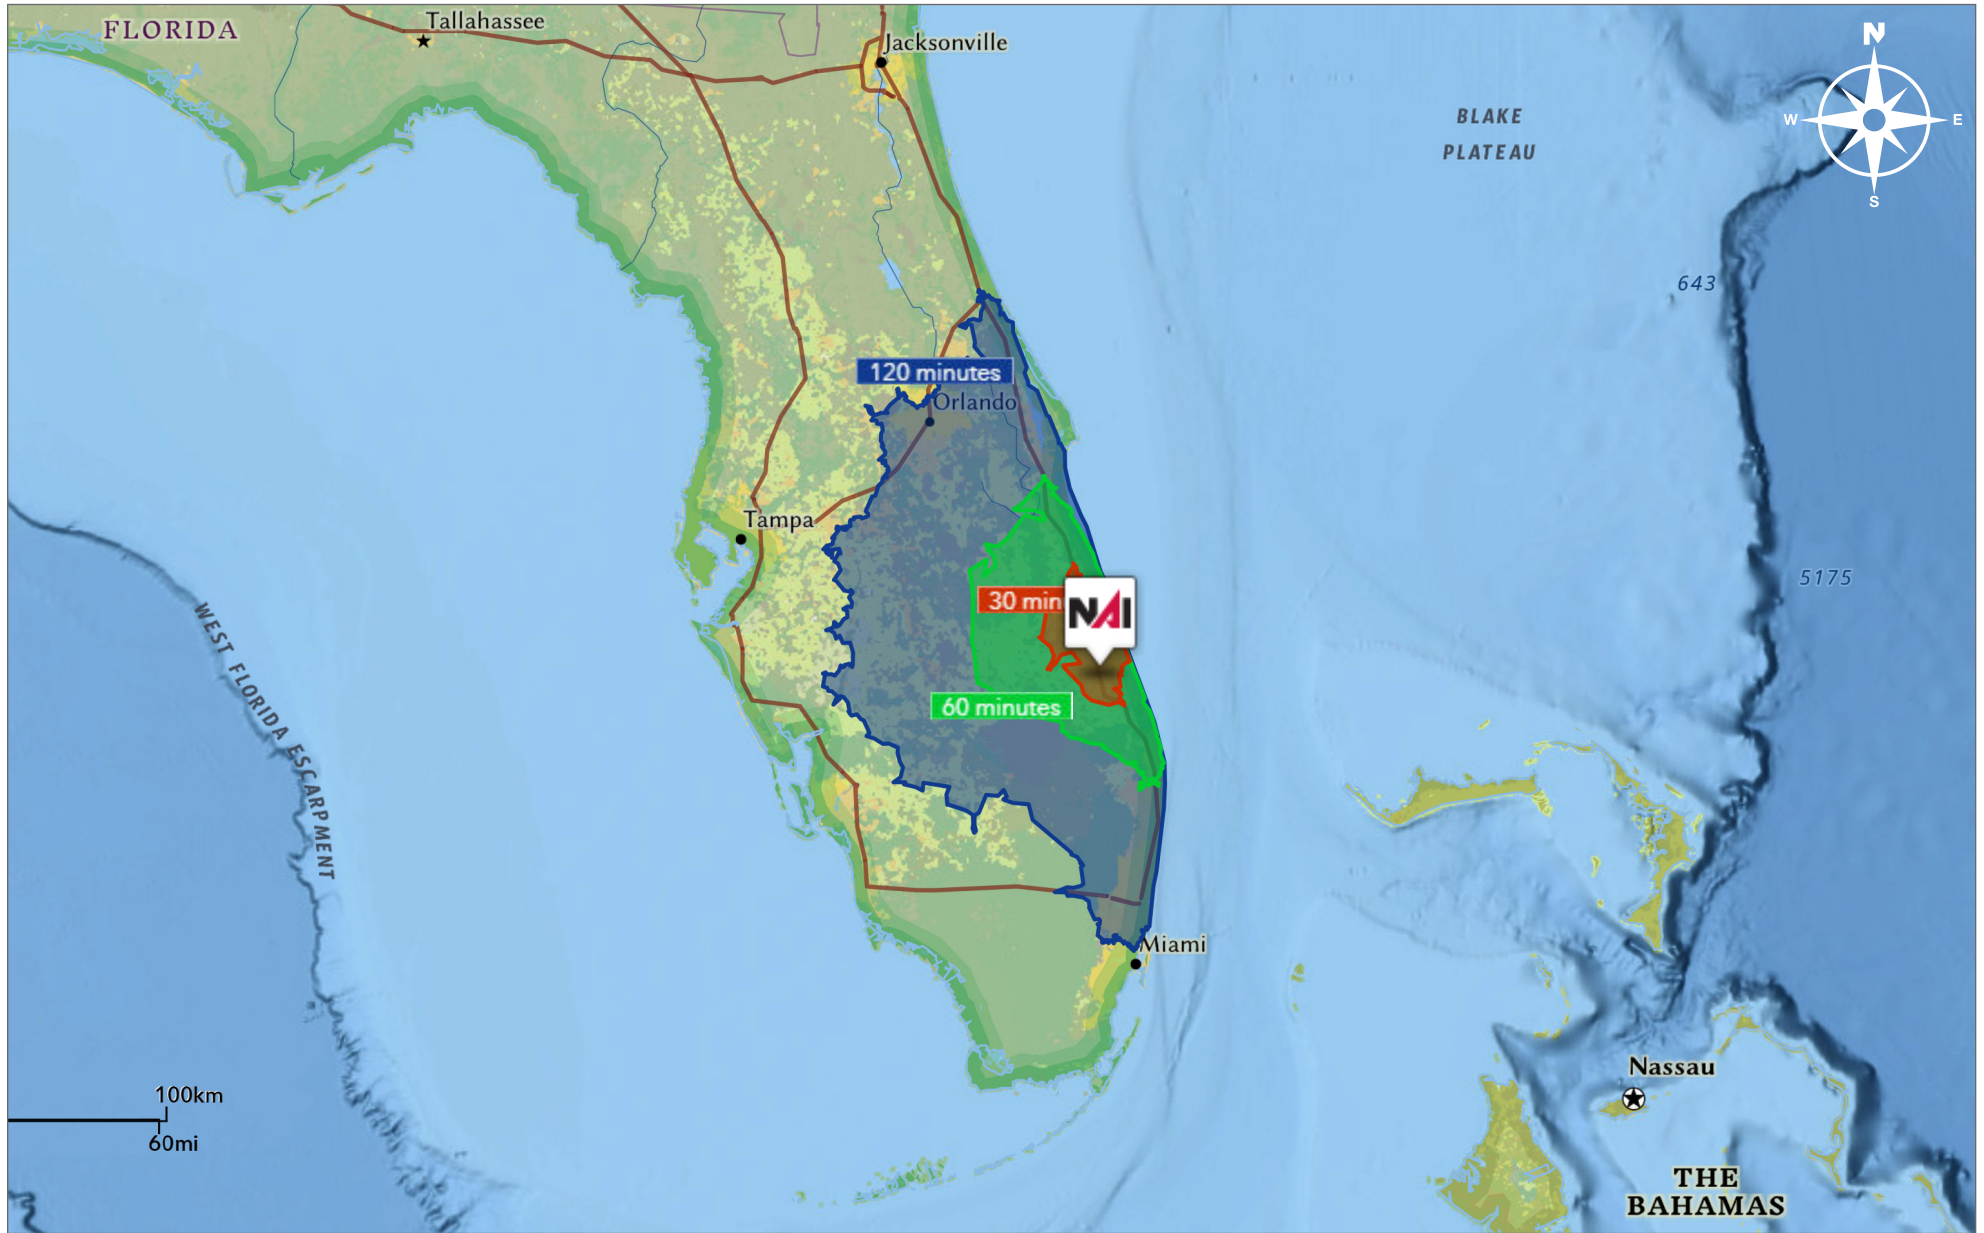 FLORIDA
Tallahassee
Jacksonville
N
W
E
S
BLAKE
PLATEAU
643
120 minutes
Orlando
Tampa
5175
30 min
NAI
WEST FLORIDA ESCARPMENT
60 minutes
Miami
Nassau
100km
60mi
THE
BAHAMAS